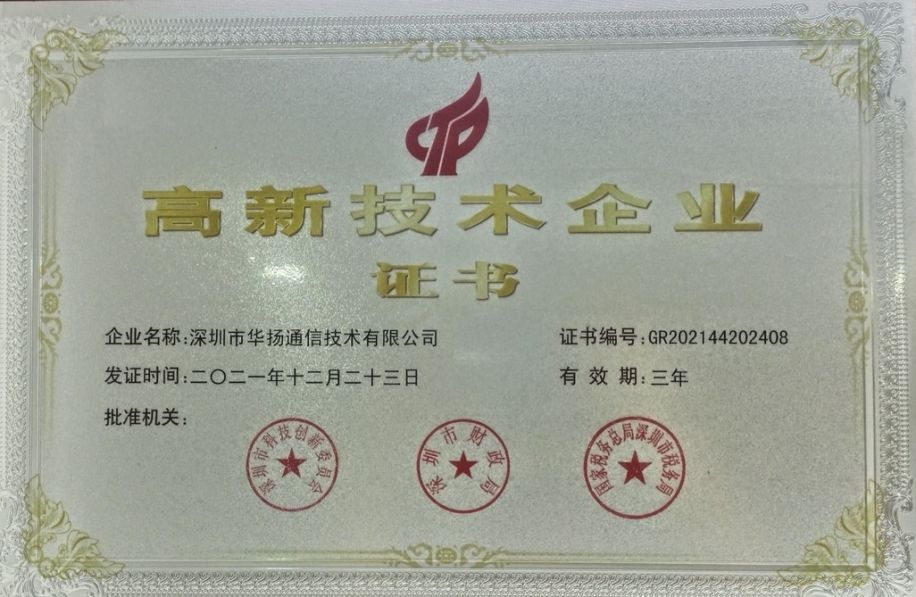 CTP
高新技术企业
证书
企业名称:深圳市华扬通信技术有限公司
证书编号:GR202144202408
发证时间:二〇二一年十二月二十三日
有 效 期:三年
批准机关:
深圳市科技创新委员会
深圳市财政局
国家税务总局深圳市税务局